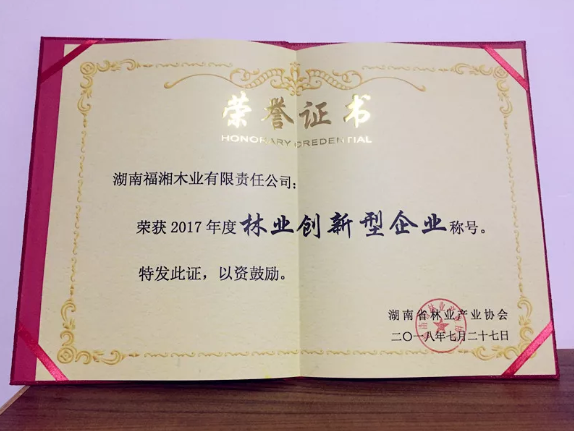 荣誉证书
HONORARY CREDENTIAL
湖南福湘木业有限责任公司：
荣获2017年度林业创新型企业称号。
特发此证，以资鼓励。
湖南省林业产业协会
二〇一八年七月二十七日